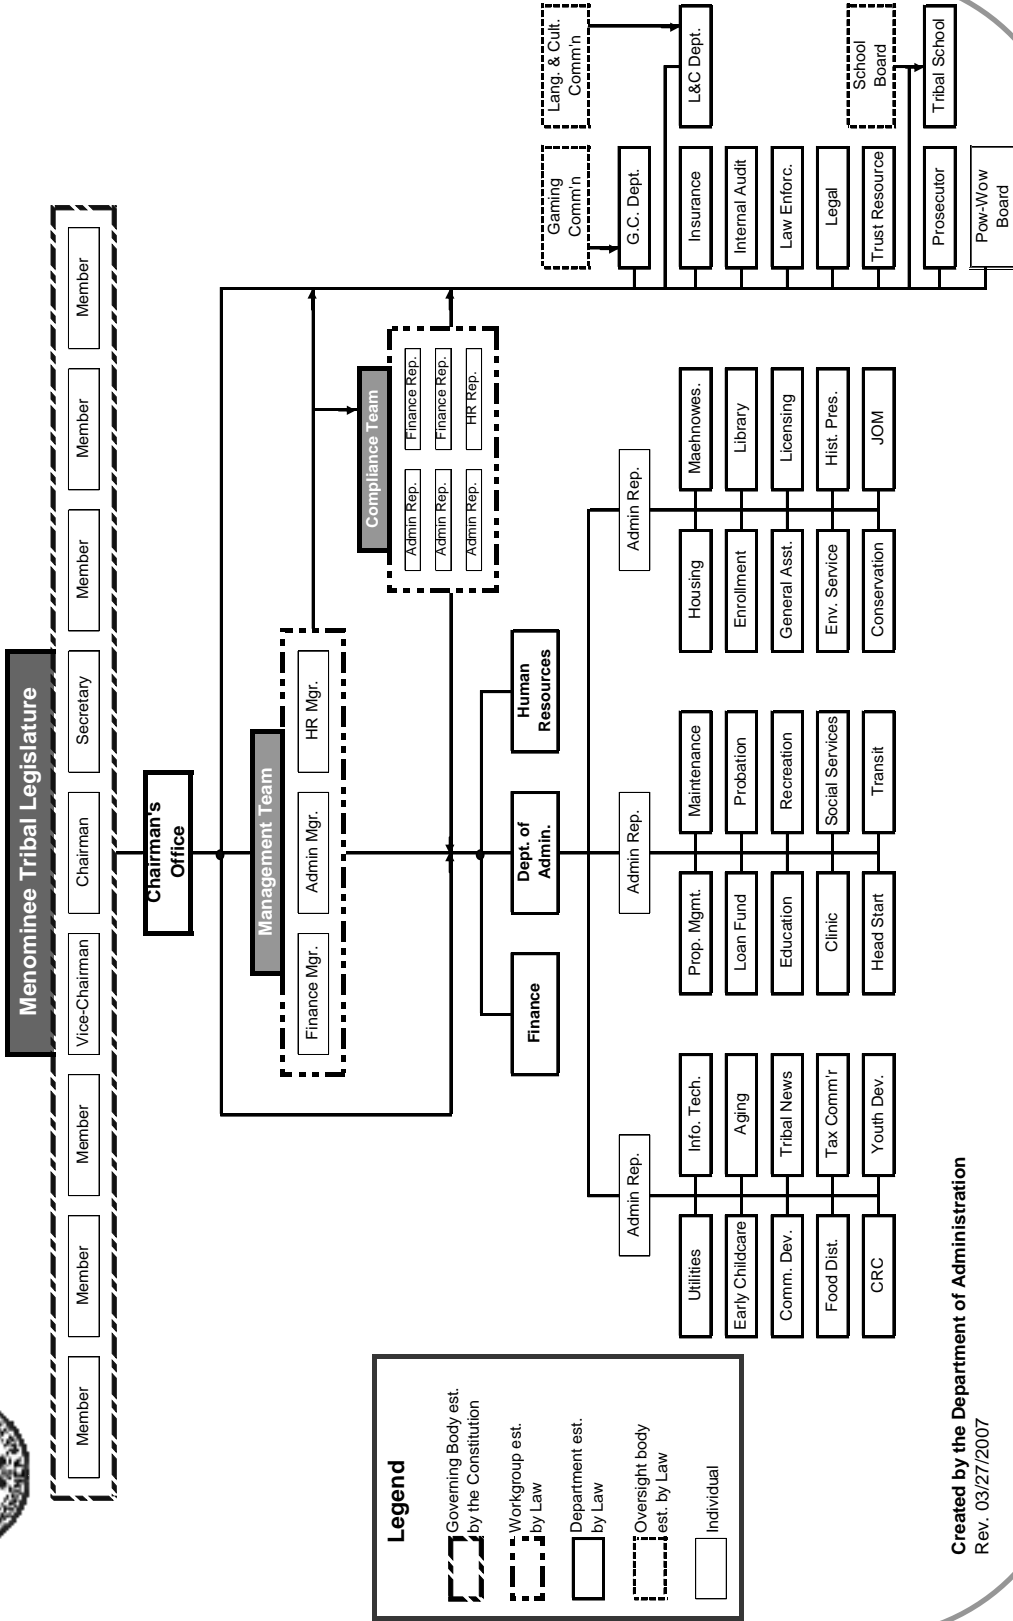 Menominee Tribal Legislature
Member
Member
Member
Vice-Chairman
Chairman
Secretary
Member
Member
Member
Chairman's
Office
Management Team
Finance Mgr.
Admin Mgr.
HR Mgr.
Compliance Team
Admin Rep.
Finance Rep.
Admin Rep.
Finance Rep.
Admin Rep.
HR Rep.
Finance
Dept. of
Admin.
Human
Resources
Gaming
Comm'n
Lang. & Cult.
Comm'n
G.C. Dept.
L&C Dept.
Insurance
Internal Audit
Law Enforc.
Legal
Trust Resource
School
Board
Prosecutor
Tribal School
Pow-Wow
Board
Admin Rep.
Utilities
Info. Tech.
Early Childcare
Aging
Comm. Dev.
Tribal News
Food Dist.
Tax Comm'r
CRC
Youth Dev.
Admin Rep.
Prop. Mgmt.
Maintenance
Loan Fund
Probation
Education
Recreation
Clinic
Social Services
Head Start
Transit
Admin Rep.
Housing
Maehnowes.
Enrollment
Library
General Asst.
Licensing
Env. Service
Hist. Pres.
Conservation
JOM
Legend
Governing Body est.
by the Constitution
Workgroup est.
by Law
Department est.
by Law
Oversight body
est. by Law
Individual
Created by the Department of Administration
Rev. 03/27/2007